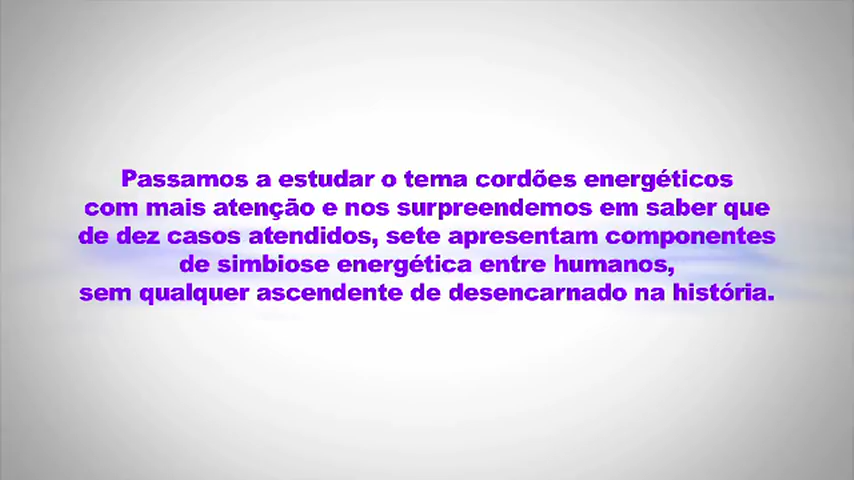 Passamos a estudar o tema cordões energéticos
com mais atenção e nos surpreendemos em saber que
de dez casos atendidos, sete apresentam componentes
de simbiose energética entre humanos,
sem qualquer ascendente de desencarnado na história.